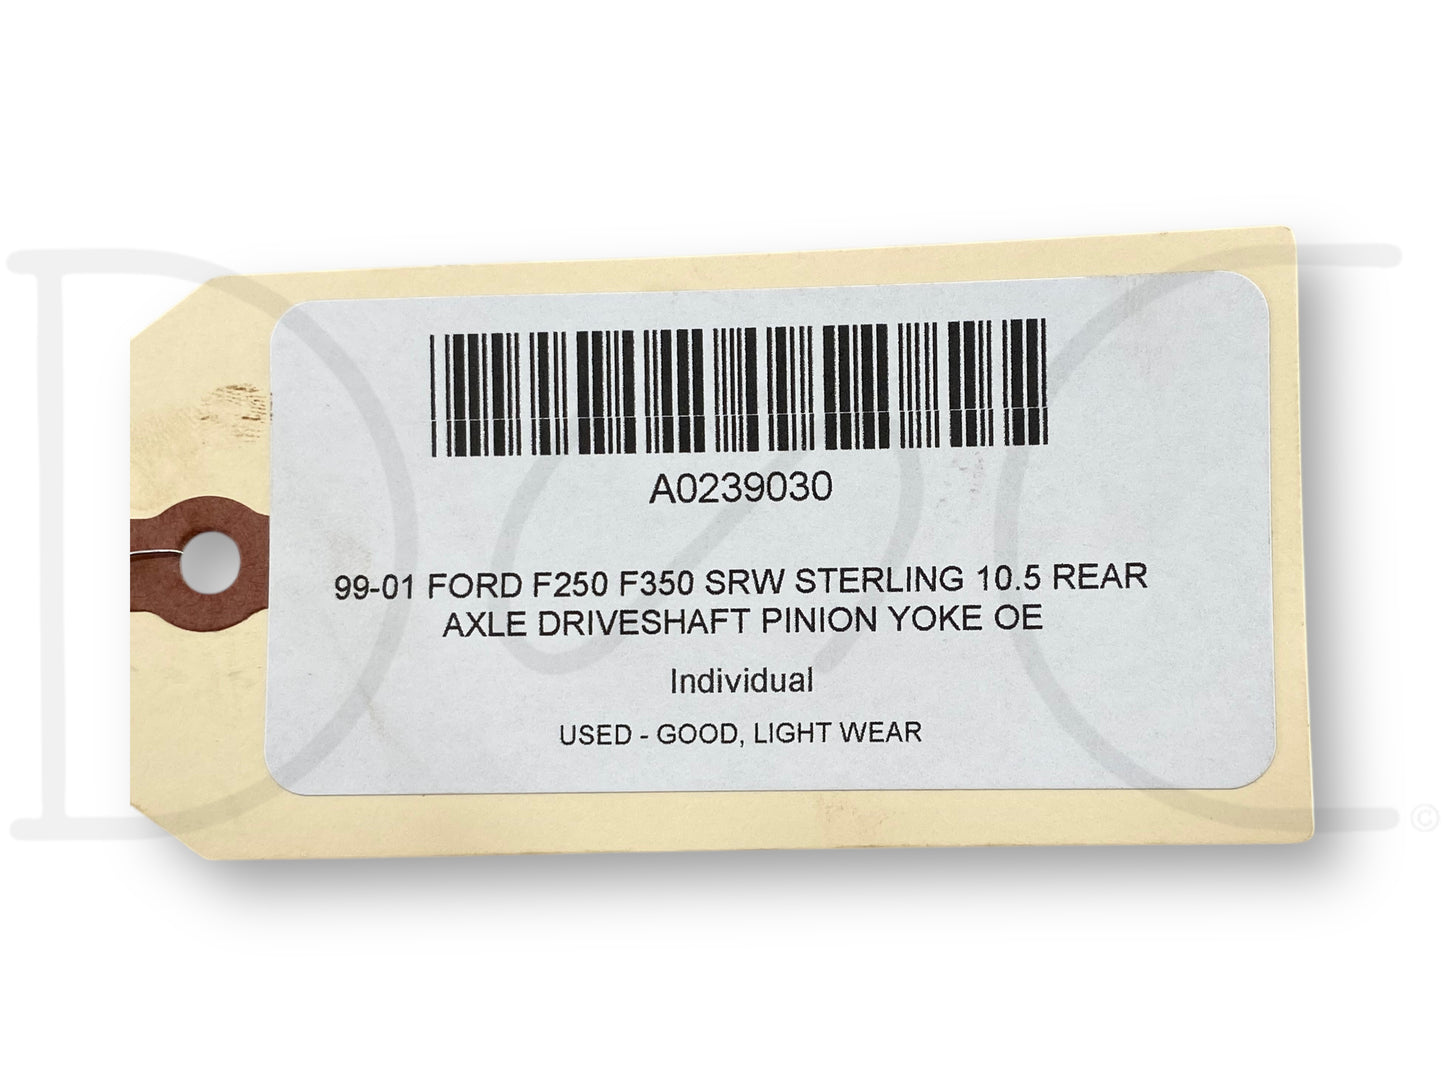 A0239030
99-01 FORD F250 F350 SRW STERLING 10.5 REAR
AXLE DRIVESHAFT PINION YOKE OE
Individual
USED - GOOD, LIGHT WEAR
©